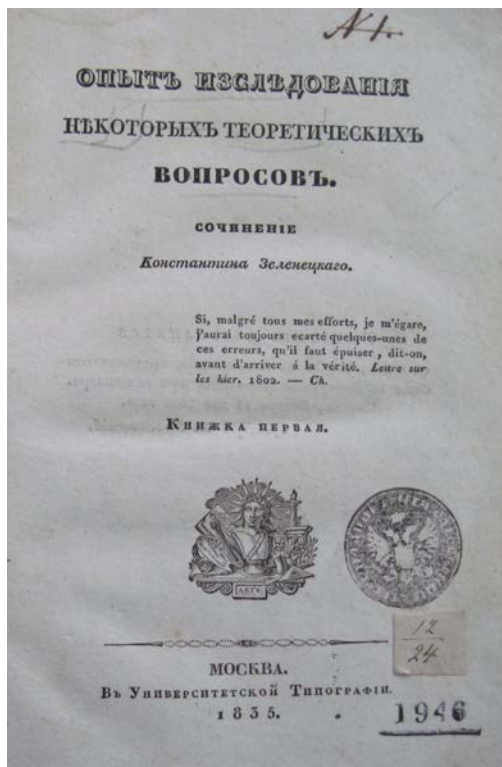 ОПЫТЪ ИЗСЛѢДОВАНІЯ
НѢКОТОРЫХЪ ТЕОРЕТИЧЕСКИХЪ
ВОПРОСОВЪ.
СОЧИНЕНІЕ
Константина Зеленецкаго.
Si, malgré tous mes efforts, je m'égare,
j'aurai toujours ecarté quelques-unes de
ces erreurs, qu'il faut épuiser, dit-on,
avant d'arriver á la vérité. Lettre sur
les hier. 1802. — Ch.
Книжка первая.
МОСКВА.
Въ Университетской Типографіи.
1835.
12
24
1946